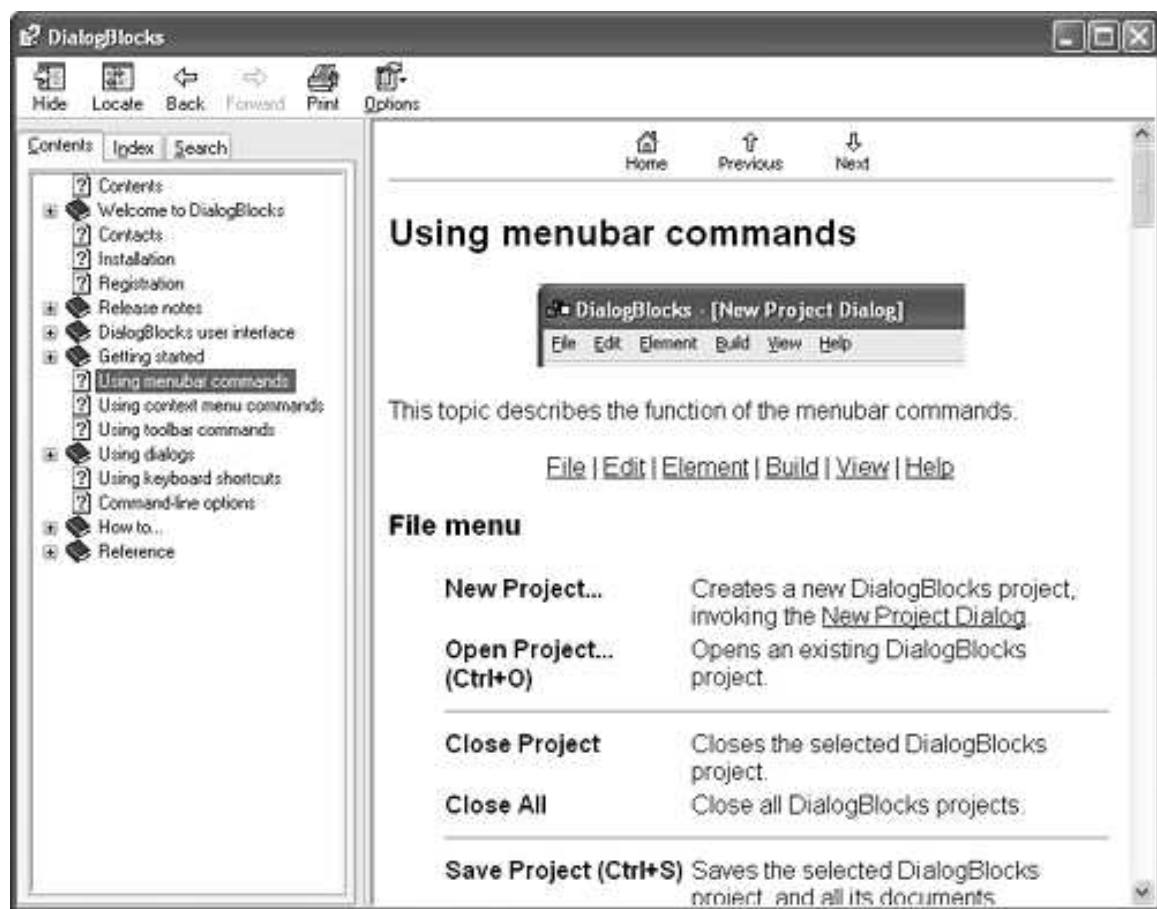 DialogBlocks
Hide Locate Back Forward Print Options
Contents Index Search
Contents
Welcome to DialogBlocks
Contacts
Installation
Registration
Release notes
DialogBlocks user interface
Getting started
Using menubar commands
Using context menu commands
Using toolbar commands
Using dialogs
Using keyboard shortcuts
Command-line options
How to...
Reference
Home Previous Next
Using menubar commands
DialogBlocks - [New Project Dialog]
File Edit Element Build View Help
This topic describes the function of the menubar commands.
File | Edit | Element | Build | View | Help
File menu
New Project... Creates a new DialogBlocks project,
invoking the New Project Dialog.
Open Project... Opens an existing DialogBlocks
(Ctrl+O) project.
Close Project Closes the selected DialogBlocks
project.
Close All Close all DialogBlocks projects.
Save Project (Ctrl+S) Saves the selected DialogBlocks
project, and all its documents